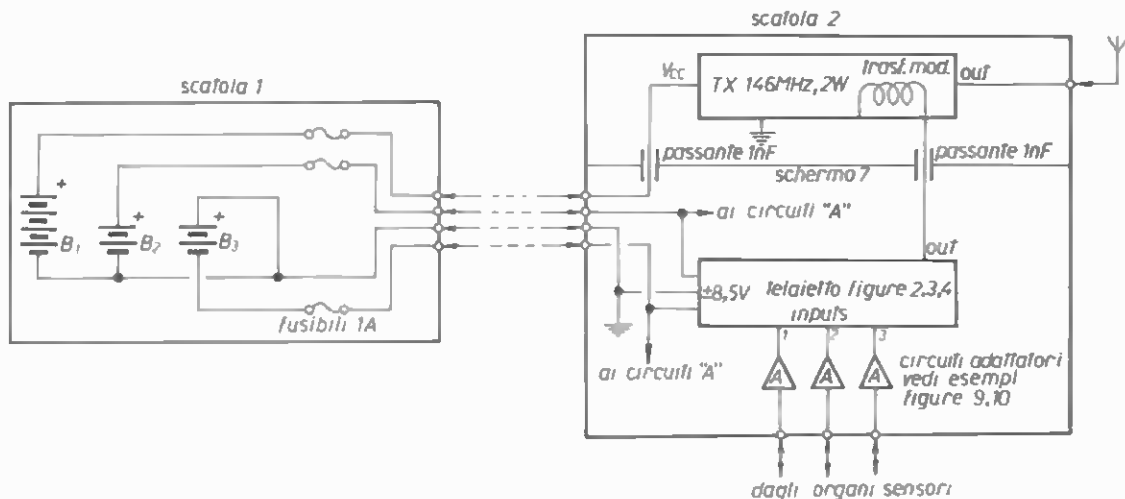 scatola 1
+
B1
+
B2
+
B3
fusibili 1A
scatola 2
Vcc
TX 146MHz, 2W
trasf. mod.
out
passante 1nF
schermo 7
passante 1nF
ai circuiti "A"
out
±8,5V
telaietto figure 2,3,4
inputs
1
2
3
ai circuiti "A"
A
A
A
circuiti adattatori
vedi esempi
figure 9,10
dagli organi sensori